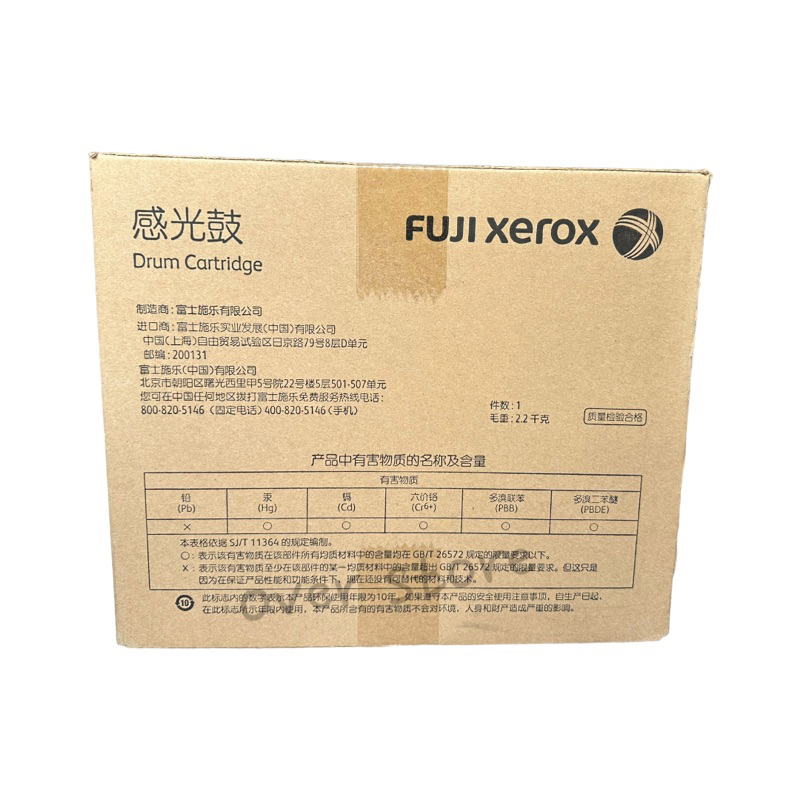 感光鼓
Drum Cartridge
FUJI xerox
制造商：富士施乐有限公司
进口商：富士施乐实业发展(中国)有限公司
中国(上海)自由贸易试验区日京路79号8层D单元
邮编：200131
富士施乐(中国)有限公司
北京市朝阳区曙光西里甲5号院22号楼5层501-507单元
您可在中国任何地区拨打富士施乐免费服务热线电话：
800-820-5146（固定电话）400-820-5146（手机）
件数：1
毛重：2.2 千克
质量检验合格
产品中有害物质的名称及含量
有害物质
铅 汞 镉 六价铬 多溴联苯 多溴二苯醚
(Pb) (Hg) (Cd) (Cr6+) (PBB) (PBDE)
× ○ ○ ○ ○ ○
本表格依据 SJ/T 11364 的规定编制。
○：表示该有害物质在该部件所有均质材料中的含量均在 GB/T 26572 规定的限量要求以下。
×：表示该有害物质至少在该部件的某一均质材料中的含量超出 GB/T 26572 规定的限量要求。但这只是
因为在保证产品性能和功能条件下，现在还没有可替代的材料和技术。
10 此标志内的数字表示本产品环保使用年限为10年。如果遵守本产品的安全使用注意事项，自生产日起，
在此标志所示年限内使用，本产品所含有的有害物质不会对环境，人身和财产造成严重的影响。
over Store